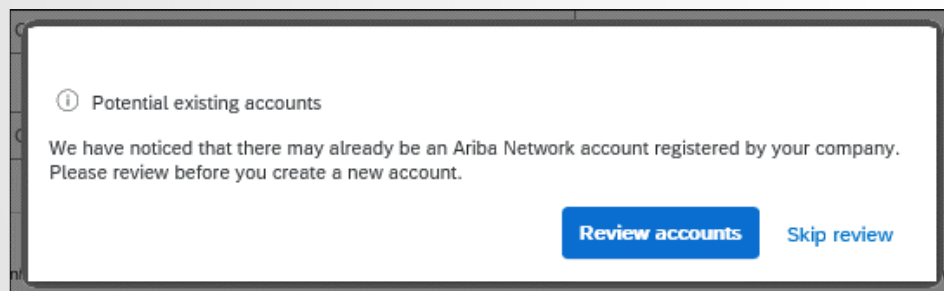 Potential existing accounts
We have noticed that there may already be an Ariba Network account registered by your company.
Please review before you create a new account.
Review accounts
Skip review